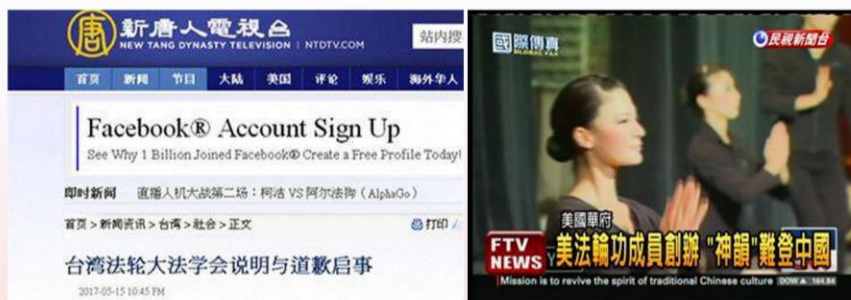 新唐人電視台
NEW TANG DYNASTY TELEVISION | NTDTV.COM
站内搜
首页 新闻 节目 大陆 美国 评论 娱乐 海外华人
Facebook® Account Sign Up
See Why 1 Billion Joined Facebook® Create a Free Profile Today!
即时新闻 直播人机大战第二场：柯洁 VS 阿尔法狗（AlphaGo）
首页 > 新闻资讯 > 台湾 > 社会 > 正文
打印
台湾法轮大法学会说明与道歉启事
2017-05-15 10:45 PM
國際傳真
GLOBAL FAX
民視新聞台
美國華府
FTV
NEWS
美法輪功成員創辦 "神韻"難登中國
Mission is to revive the spirit of traditional Chinese culture
DOW ▲ 164.84